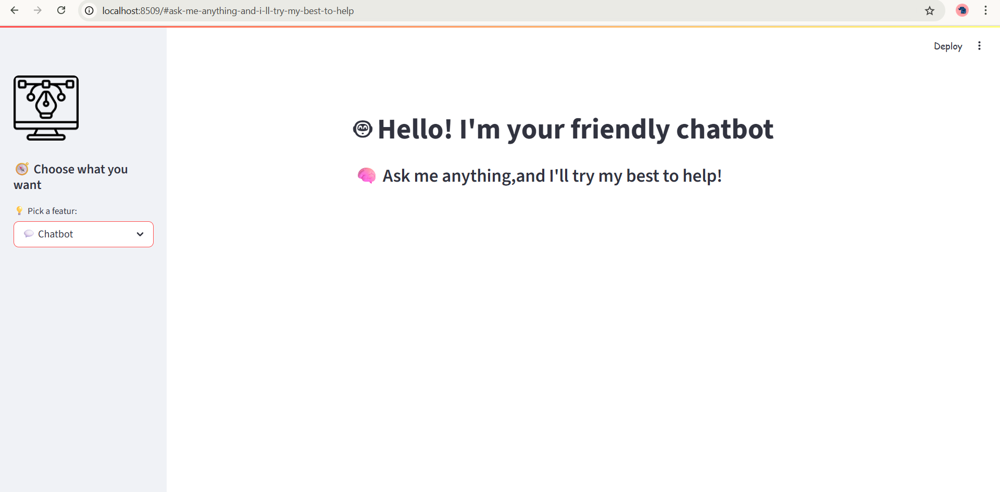 localhost:8509/#ask-me-anything-and-i-ll-try-my-best-to-help
Deploy
Hello! I'm your friendly chatbot
🧠 Ask me anything,and I'll try my best to help!
🧭 Choose what you
want
💡 Pick a featur:
💬 Chatbot